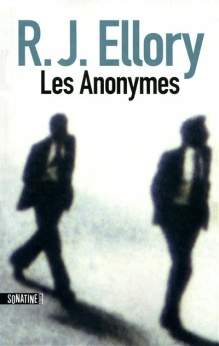 R. J. Ellory
Les Anonymes
SONATINE